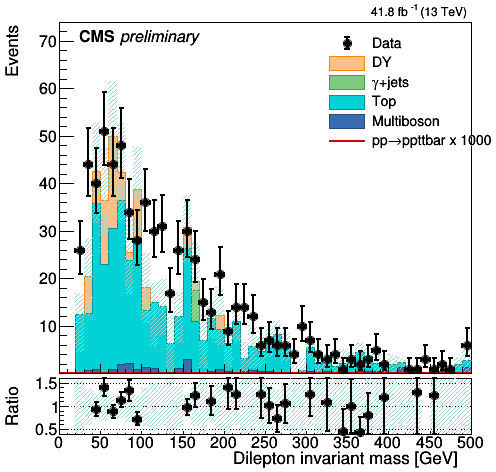 41.8 fb⁻¹ (13 TeV)
CMS preliminary
Events
70
60
50
40
30
20
10
Data
DY
γ+jets
Top
Multiboson
pp→ppttbar x 1000
Ratio
1.5
1
0.5
0 50 100 150 200 250 300 350 400 450 500
Dilepton invariant mass [GeV]